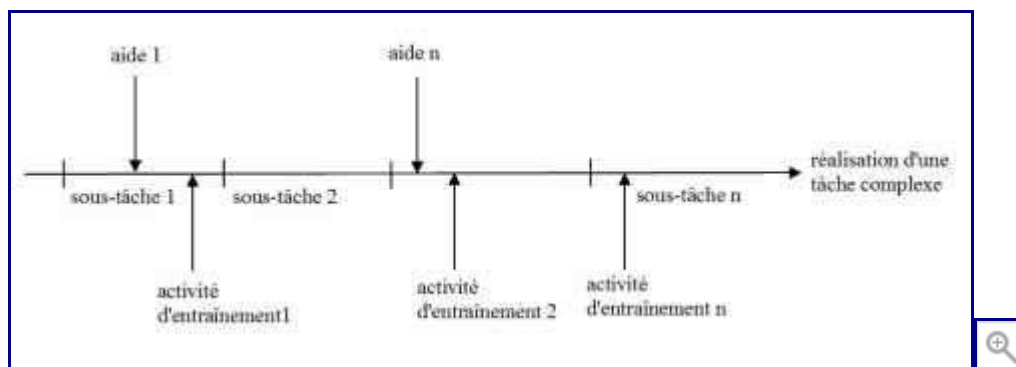 aide 1
aide n
réalisation d'une
tâche complexe
sous-tâche 1
sous-tâche 2
sous-tâche n
activité
d'entraînement1
activité
d'entraînement 2
activité
d'entraînement n